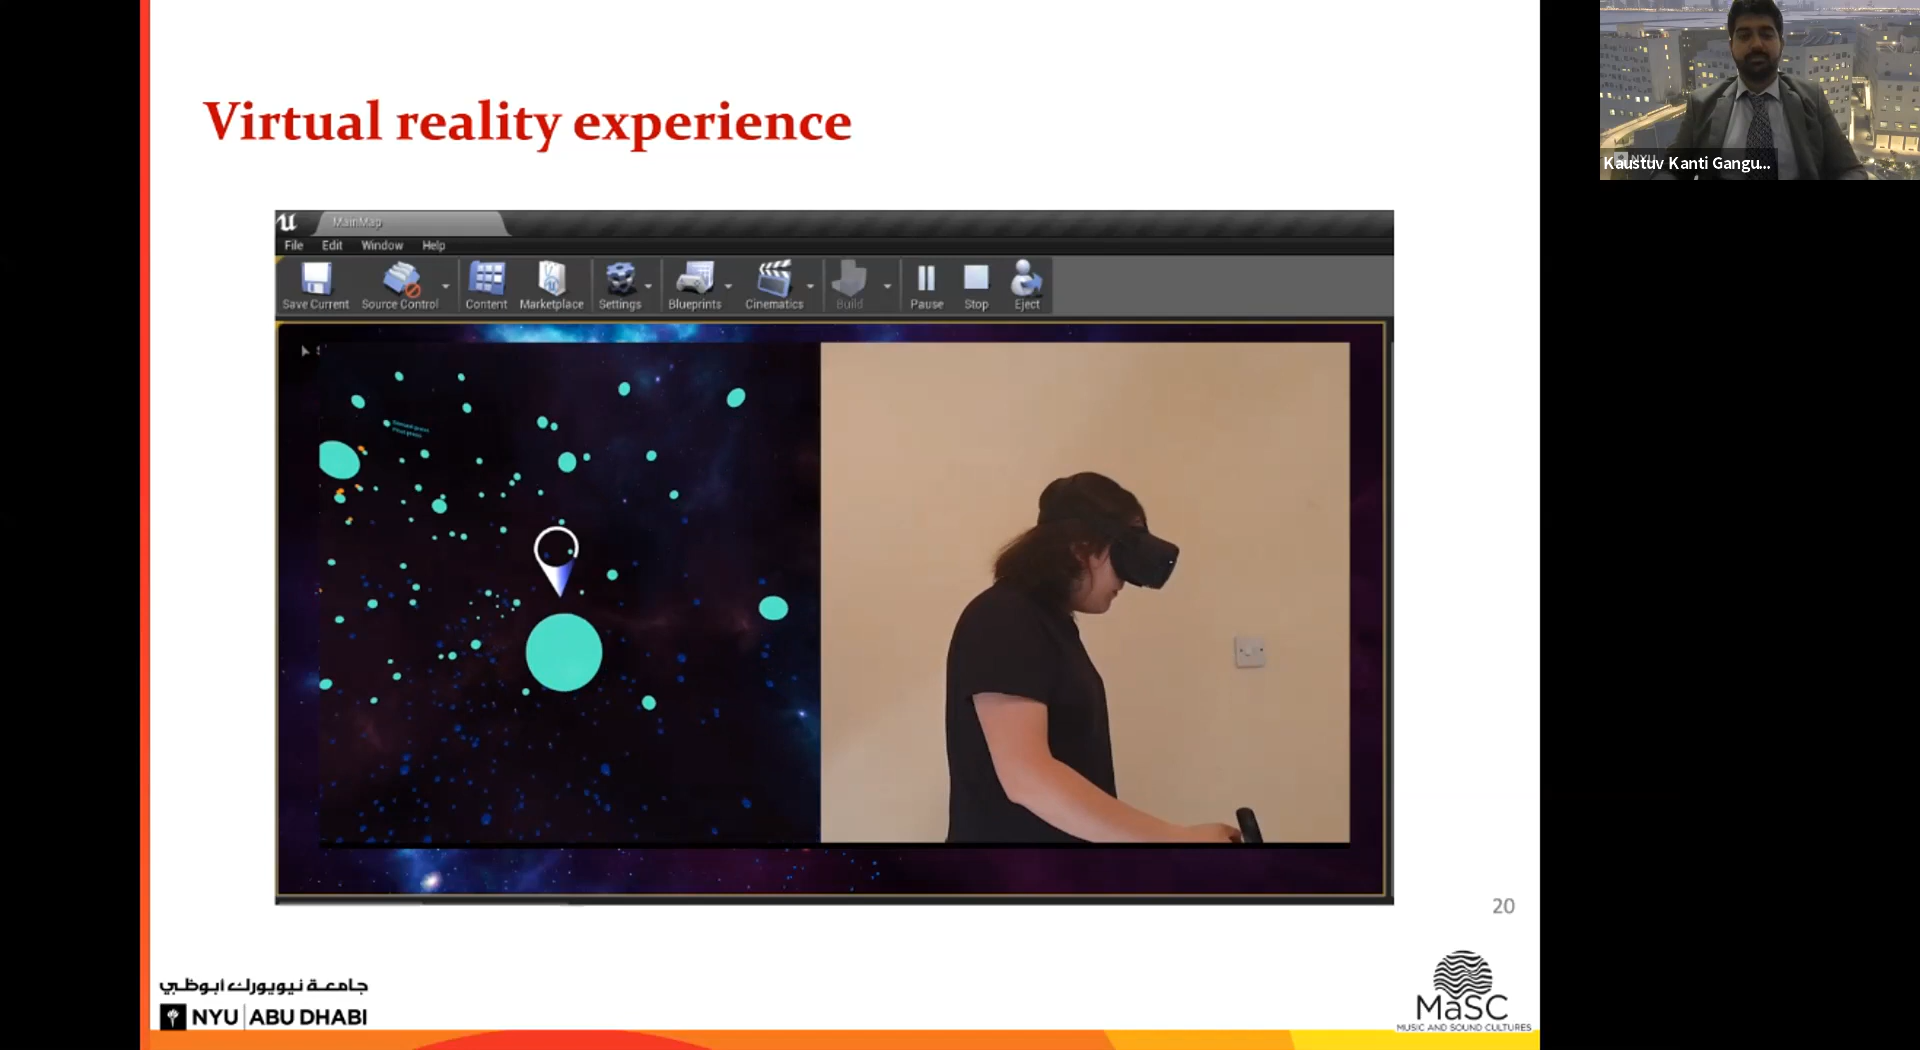 Virtual reality experience
MainMap
File Edit Window Help
Save Current Source Control Content Marketplace Settings Blueprints Cinematics Build Pause Stop Eject
Kaustuv Kanti Gangu...
20
جامعة نيويورك أبوظبي
NYU ABU DHABI
MaSC
MUSIC AND SOUND CULTURES